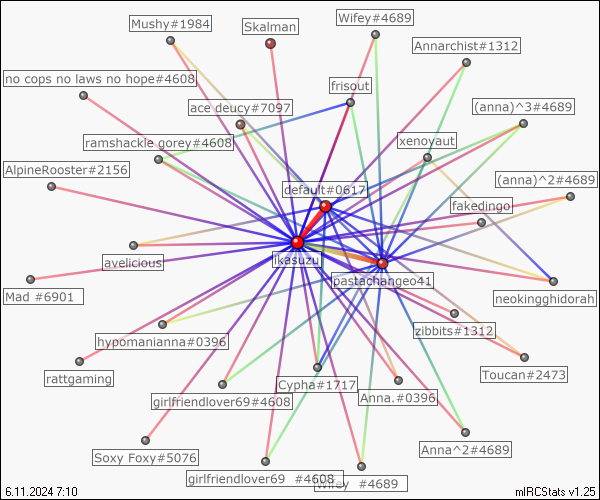 Mushy#1984
Skalman
Wifey#4689
Annarchist#1312
no cops no laws no hope#4608
frisout
ace deucy#7097
(anna)^3#4689
ramshackle gorey#4608
xenoyaut
AlpineRooster#2156
default#0617
(anna)^2#4689
fakedingo
ayelicious
ikasuzu
pastachangeo41
Mad #6901
neokingghidorah
hypomanianna#0396
zibbits#1312
rattgaming
Toucan#2473
girlfriendlover69#4608
Cypha#1717
Anna.#0396
Soxy Foxy#5076
Anna^2#4689
girlfriendlover69 #4608
Wifey #4689
6.11.2024 7:10
mIRCStats v1.25